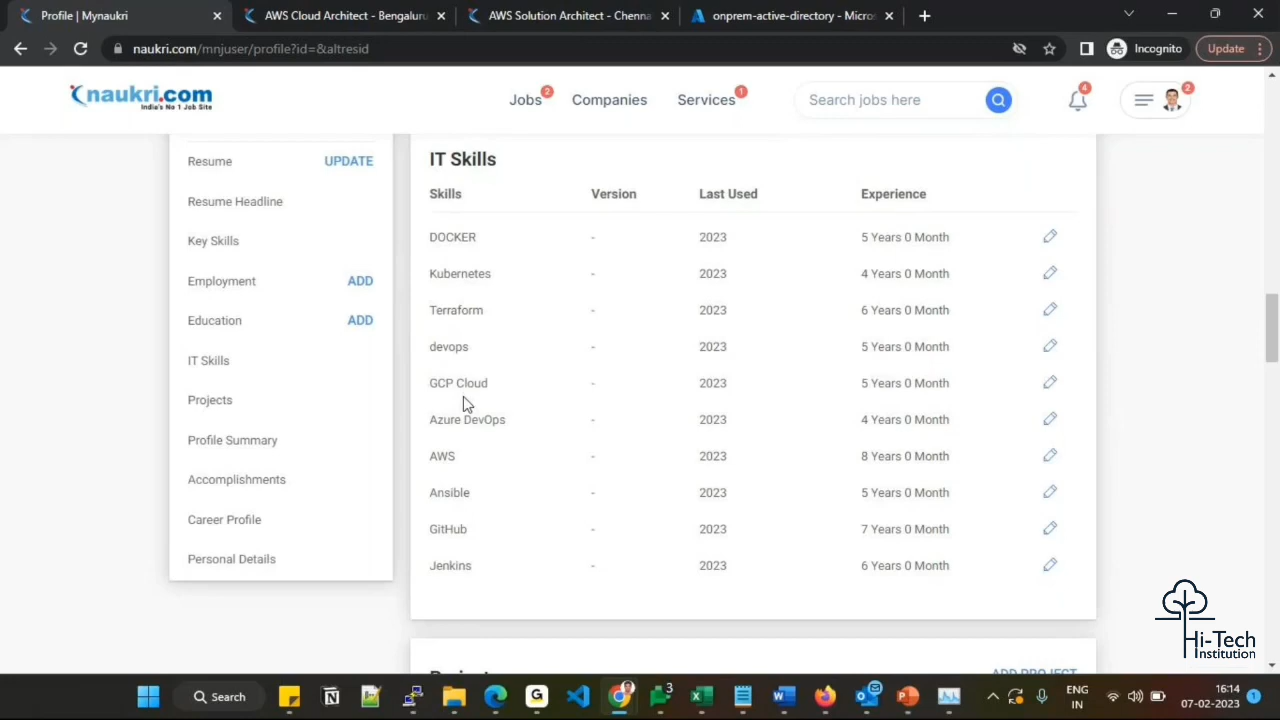 Profile | Mynaukri
AWS Cloud Architect - Bengaluru
AWS Solution Architect - Chenna
onprem-active-directory - Micros
naukri.com/mnjuser/profile?id=&altresid
Incognito
Update
naukri.com
India's No 1 Job Site
Jobs 2
Companies
Services 1
Search jobs here
4
2
Resume UPDATE
Resume Headline
Key Skills
Employment ADD
Education ADD
IT Skills
Projects
Profile Summary
Accomplishments
Career Profile
Personal Details
IT Skills
Skills Version Last Used Experience
DOCKER - 2023 5 Years 0 Month
Kubernetes - 2023 4 Years 0 Month
Terraform - 2023 6 Years 0 Month
devops - 2023 5 Years 0 Month
GCP Cloud - 2023 5 Years 0 Month
Azure DevOps - 2023 4 Years 0 Month
AWS - 2023 8 Years 0 Month
Ansible - 2023 5 Years 0 Month
GitHub - 2023 7 Years 0 Month
Jenkins - 2023 6 Years 0 Month
Projects
ADD PROJECT
Hi-Tech
Institution
Search
3
ENG
IN
16:14
07-02-2023
1